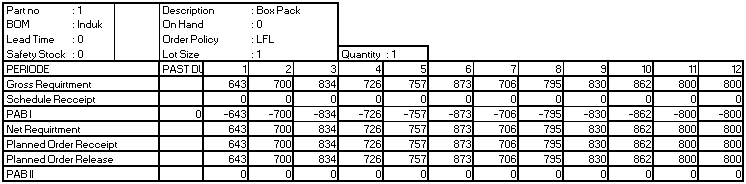 Part no : 1 Description : Box Pack
BOM : Induk On Hand : 0
Lead Time : 0 Order Policy : LFL
Safety Stock : 0 Lot Size : 1 Quantity : 1
PERIODE PAST DU 1 2 3 4 5 6 7 8 9 10 11 12
Gross Requirtment 643 700 834 726 757 873 706 795 830 862 800 800
Schedule Recceipt 0 0 0 0 0 0 0 0 0 0 0 0
PAB I 0 -643 -700 -834 -726 -757 -873 -706 -795 -830 -862 -800 -800
Net Requirtment 643 700 834 726 757 873 706 795 830 862 800 800
Planned Order Recceipt 643 700 834 726 757 873 706 795 830 862 800 800
Planned Order Release 643 700 834 726 757 873 706 795 830 862 800 800
PAB II 0 0 0 0 0 0 0 0 0 0 0 0